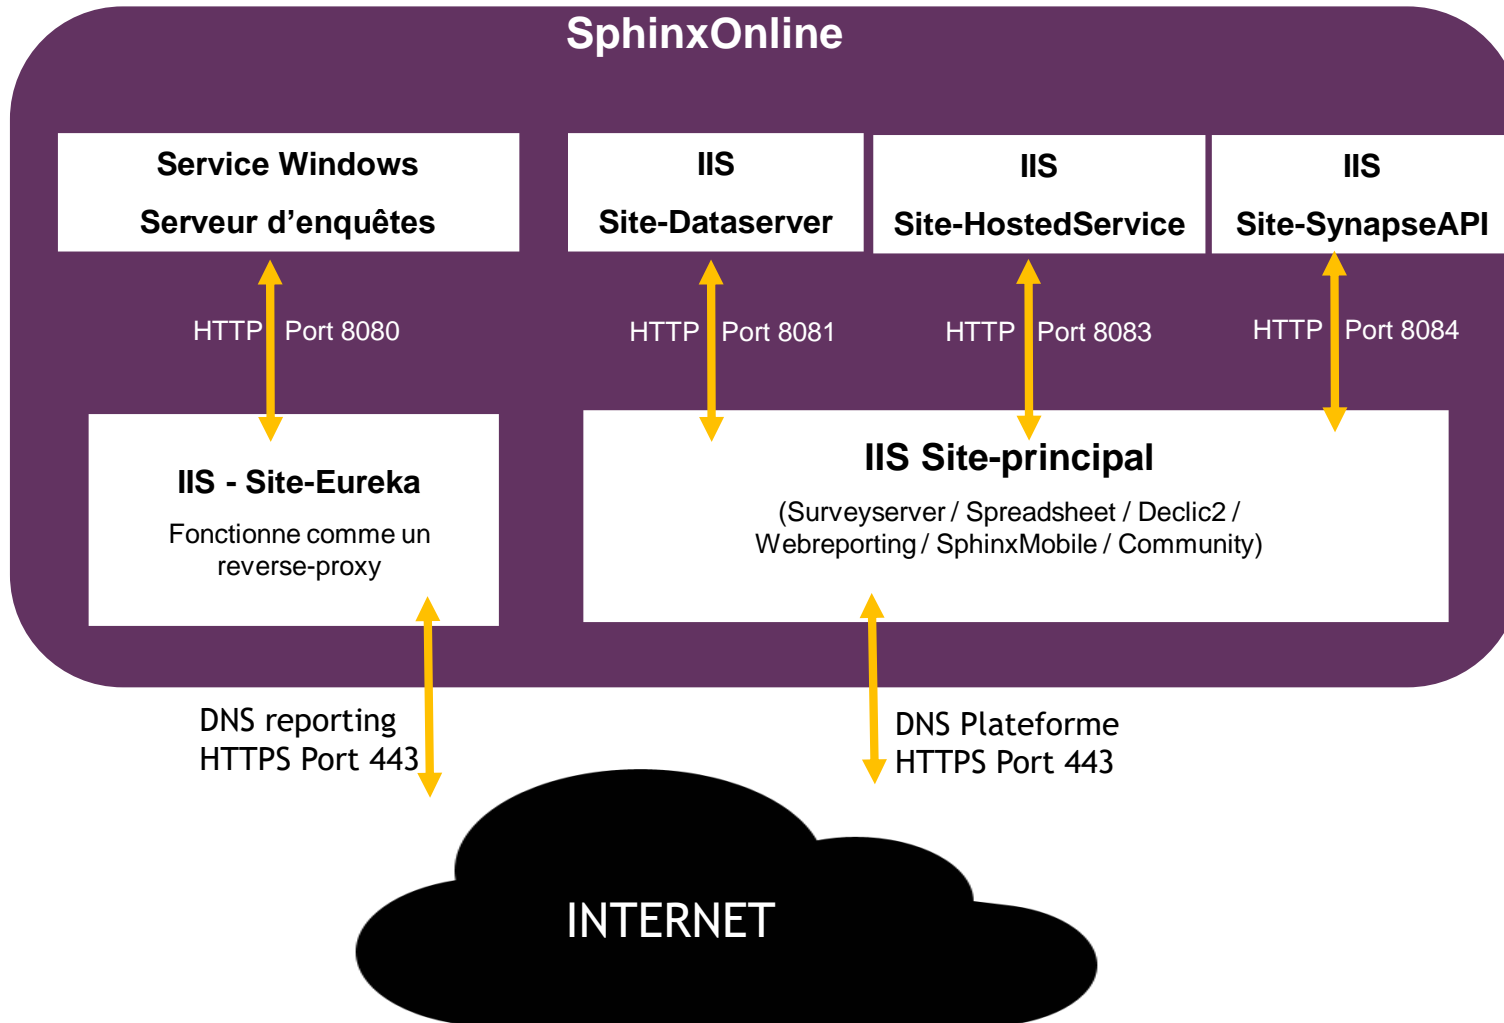 SphinxOnline
Service Windows
Serveur d’enquêtes
IIS
Site-Dataserver
IIS
Site-HostedService
IIS
Site-SynapseAPI
HTTP Port 8080
HTTP Port 8081
HTTP Port 8083
HTTP Port 8084
IIS - Site-Eureka
Fonctionne comme un
reverse-proxy
IIS Site-principal
(Surveyserver / Spreadsheet / Declic2 /
Webreporting / SphinxMobile / Community)
DNS reporting
HTTPS Port 443
DNS Plateforme
HTTPS Port 443
INTERNET